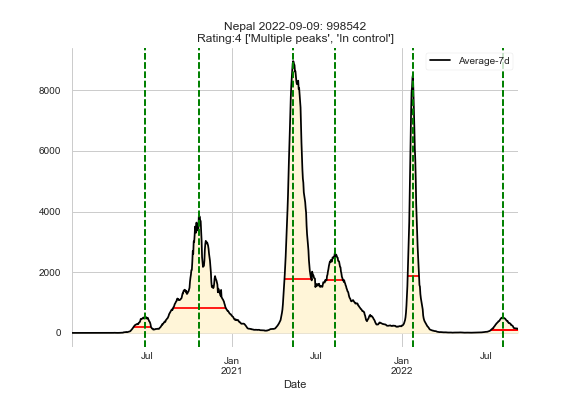 Nepal 2022-09-09: 998542
Rating:4 ['Multiple peaks', 'In control']
Average-7d
8000
6000
4000
2000
0
Jul
Jan
2021
Jul
Jan
2022
Jul
Date